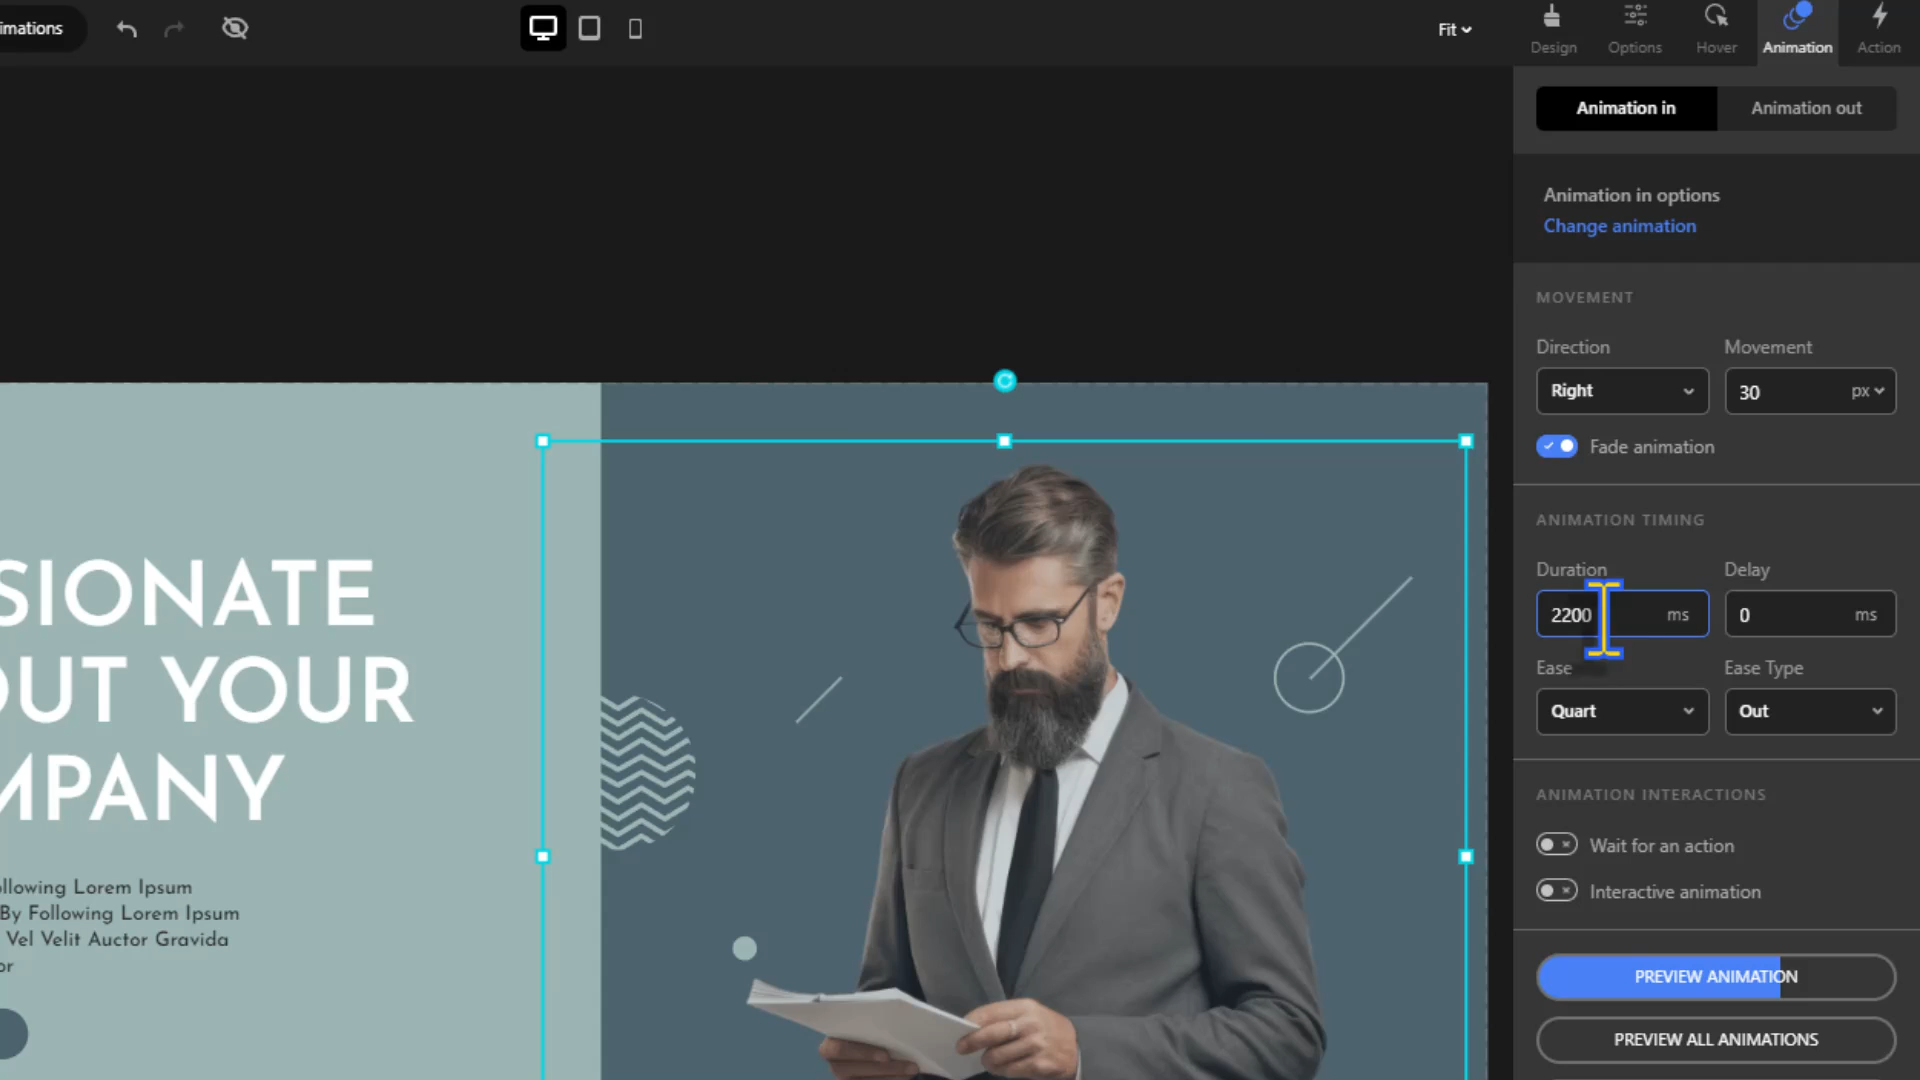 imations
Fit
Design
Options
Hover
Animation
Action
Animation in
Animation out
Animation in options
Change animation
MOVEMENT
Direction
Movement
Right
30
px
Fade animation
ANIMATION TIMING
Duration
Delay
2200
ms
0
ms
Ease
Ease Type
Quart
Out
ANIMATION INTERACTIONS
Wait for an action
Interactive animation
PREVIEW ANIMATION
PREVIEW ALL ANIMATIONS
SIONATE
OUT YOUR
MPANY
ollowing Lorem Ipsum
By Following Lorem Ipsum
Vel Velit Auctor Gravida
or